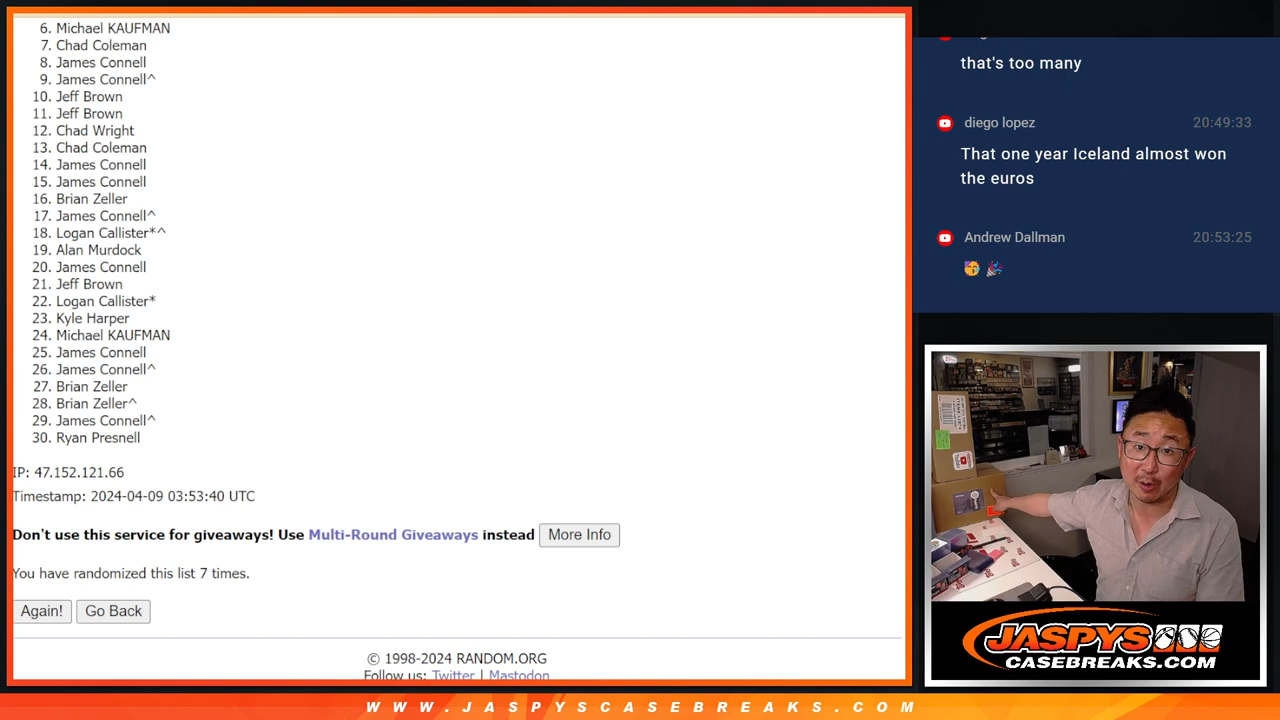 6. Michael KAUFMAN
7. Chad Coleman
8. James Connell
9. James Connell^
10. Jeff Brown
11. Jeff Brown
12. Chad Wright
13. Chad Coleman
14. James Connell
15. James Connell
16. Brian Zeller
17. James Connell^
18. Logan Callister*^
19. Alan Murdock
20. James Connell
21. Jeff Brown
22. Logan Callister*
23. Kyle Harper
24. Michael KAUFMAN
25. James Connell
26. James Connell^
27. Brian Zeller
28. Brian Zeller^
29. James Connell^
30. Ryan Presnell
IP: 47.152.121.66
Timestamp: 2024-04-09 03:53:40 UTC
Don't use this service for giveaways! Use Multi-Round Giveaways instead More Info
You have randomized this list 7 times.
Again! Go Back
© 1998-2024 RANDOM.ORG
Follow us: Twitter | Mastodon
that's too many
diego lopez 20:49:33
That one year Iceland almost won
the euros
Andrew Dallman 20:53:25
🥳 🎉
JASPYS
CASEBREAKS.COM
WWW.JASPYSCASEBREAKS.COM